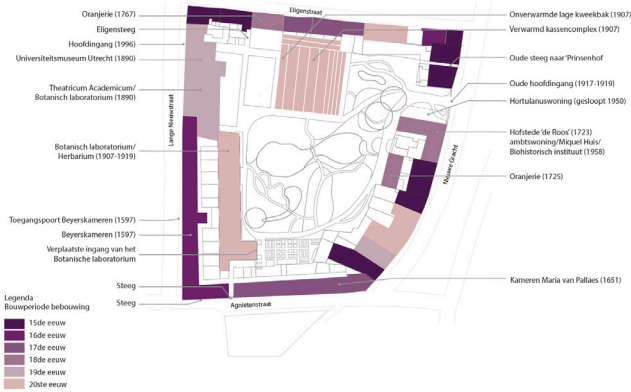 Oranjerie (1767)
Eligensteeg
Hoofdingang (1996)
Universiteitsmuseum Utrecht (1890)
Theatricum Academicum/
Botanisch laboratorium (1890)
Botanisch laboratorium/
Herbarium (1907-1919)
Toegangspoort Beyerskameren (1597)
Beyerskameren (1597)
Verplaatste ingang van het
Botanische laboratorium
Steeg
Steeg
Eligenstraat
Lange Nieuwstraat
Nieuwe Gracht
Agnietenstraat
Onverwarmde lage kweekbak (1907)
Verwarmd kassencomplex (1907)
Oude steeg naar 'Prinsenhof
Oude hoofdingang (1917-1919)
Hortulanuswoning (gesloopt 1950)
Hofstede 'de Roos' (1723)
ambtswoning/Miquel Huis/
Biohistorisch instituut (1958)
Oranjerie (1725)
Kameren Maria van Pallaes (1651)
Legenda
Bouwperiode bebouwing
15de eeuw
16de eeuw
17de eeuw
18de eeuw
19de eeuw
20ste eeuw